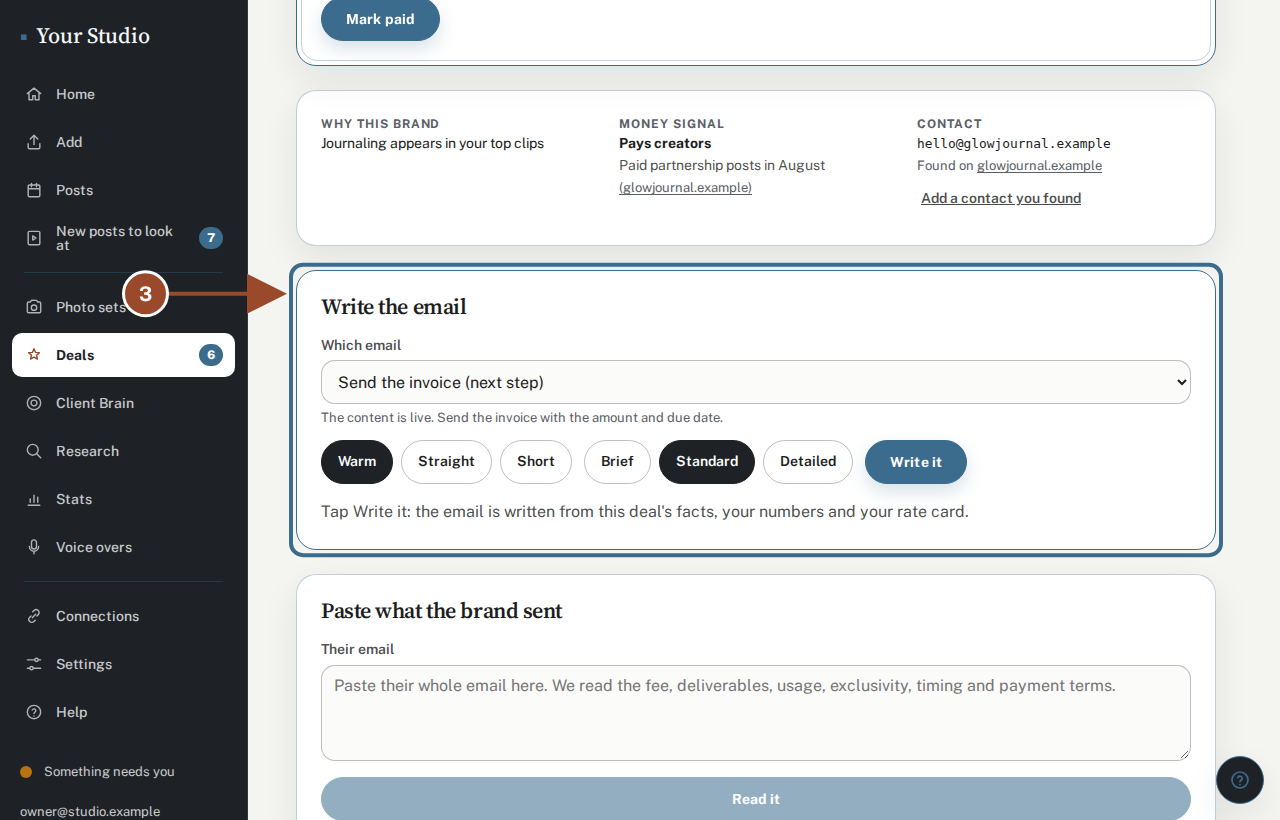 Your Studio
Home
Add
Posts
New posts to look
at
7
3
Photo sets
Deals
6
Client Brain
Research
Stats
Voice overs
Connections
Settings
Help
Something needs you
owner@studio.example
Mark paid
WHY THIS BRAND
Journaling appears in your top clips
MONEY SIGNAL
Pays creators
Paid partnership posts in August
(glowjournal.example)
CONTACT
hello@glowjournal.example
Found on glowjournal.example
Add a contact you found
Write the email
Which email
Send the invoice (next step)
The content is live. Send the invoice with the amount and due date.
Warm Straight Short Brief Standard Detailed Write it
Tap Write it: the email is written from this deal's facts, your numbers and your rate card.
Paste what the brand sent
Their email
Paste their whole email here. We read the fee, deliverables, usage, exclusivity, timing and payment terms.
Read it